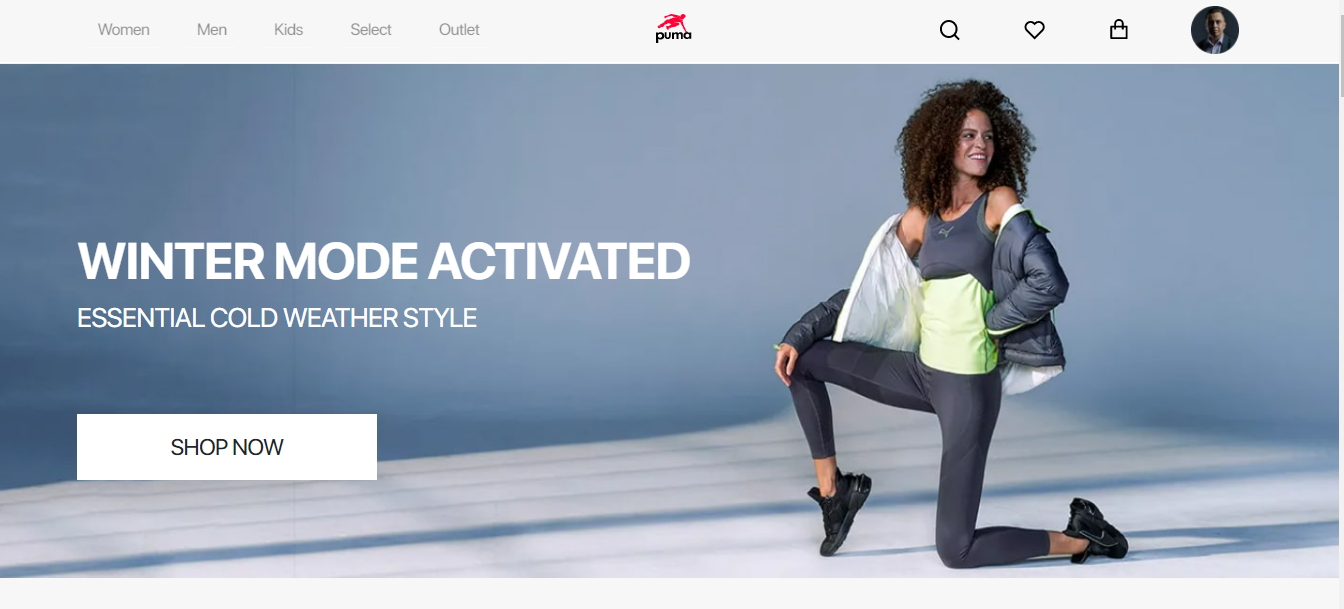 Women Men Kids Select Outlet
puma
WINTER MODE ACTIVATED
ESSENTIAL COLD WEATHER STYLE
SHOP NOW